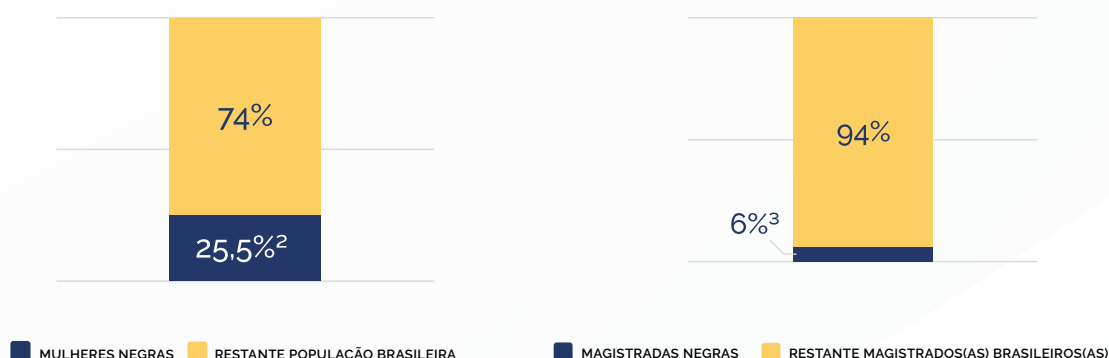 74%
25,5%²
MULHERES NEGRAS
RESTANTE POPULAÇÃO BRASILEIRA
94%
6%³
MAGISTRADAS NEGRAS
RESTANTE MAGISTRADOS(AS) BRASILEIROS(AS)